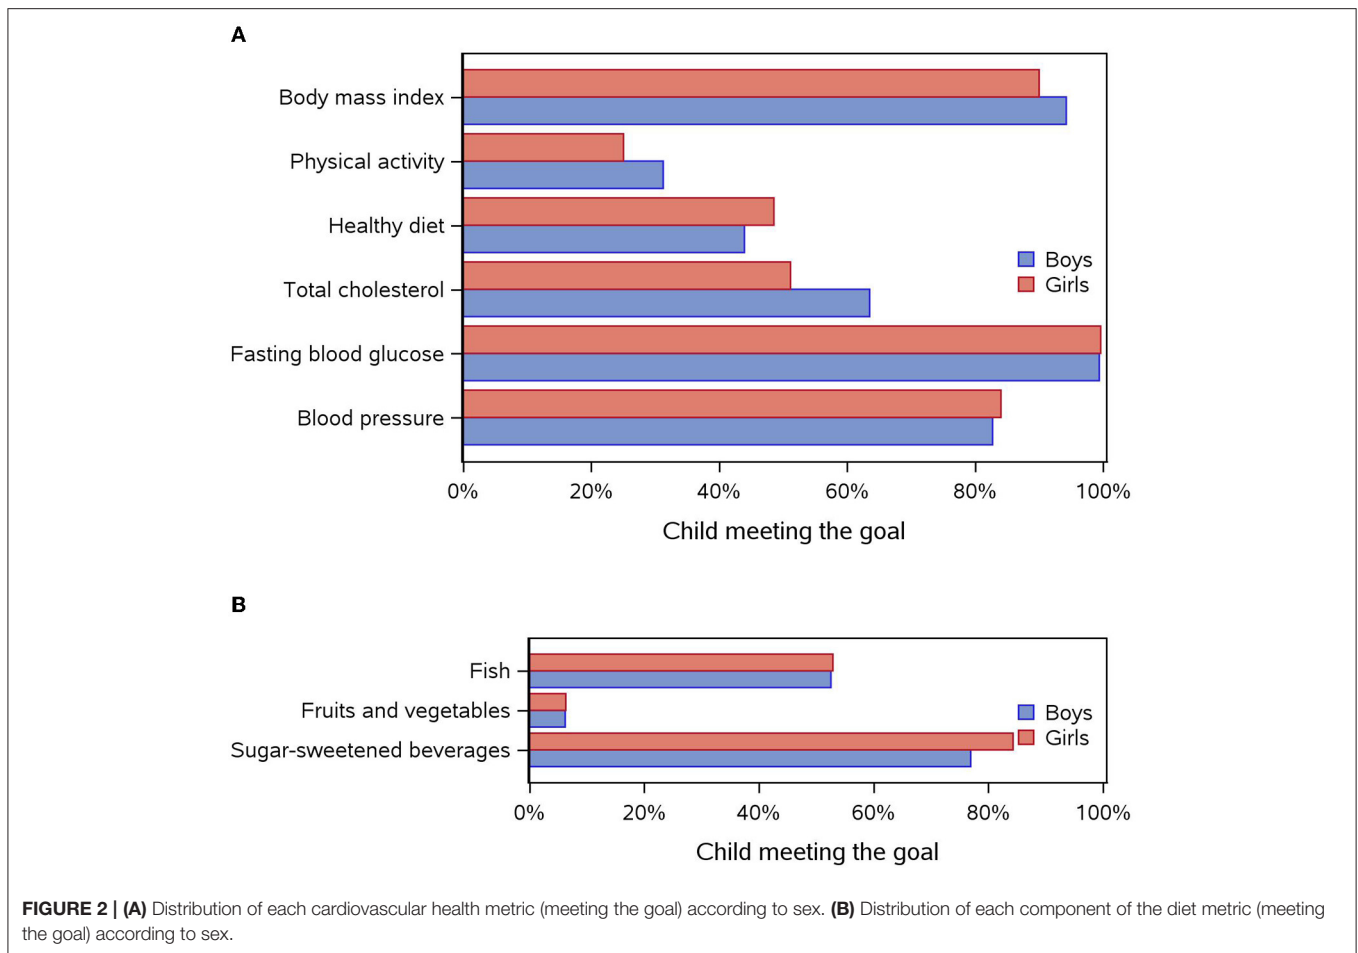 A
Body mass index
Physical activity
Healthy diet
Total cholesterol
Fasting blood glucose
Blood pressure
Boys
Girls
0% 20% 40% 60% 80% 100%
Child meeting the goal
B
Fish
Fruits and vegetables
Sugar-sweetened beverages
Boys
Girls
0% 20% 40% 60% 80% 100%
Child meeting the goal
FIGURE 2 | (A) Distribution of each cardiovascular health metric (meeting the goal) according to sex. (B) Distribution of each component of the diet metric (meeting
the goal) according to sex.